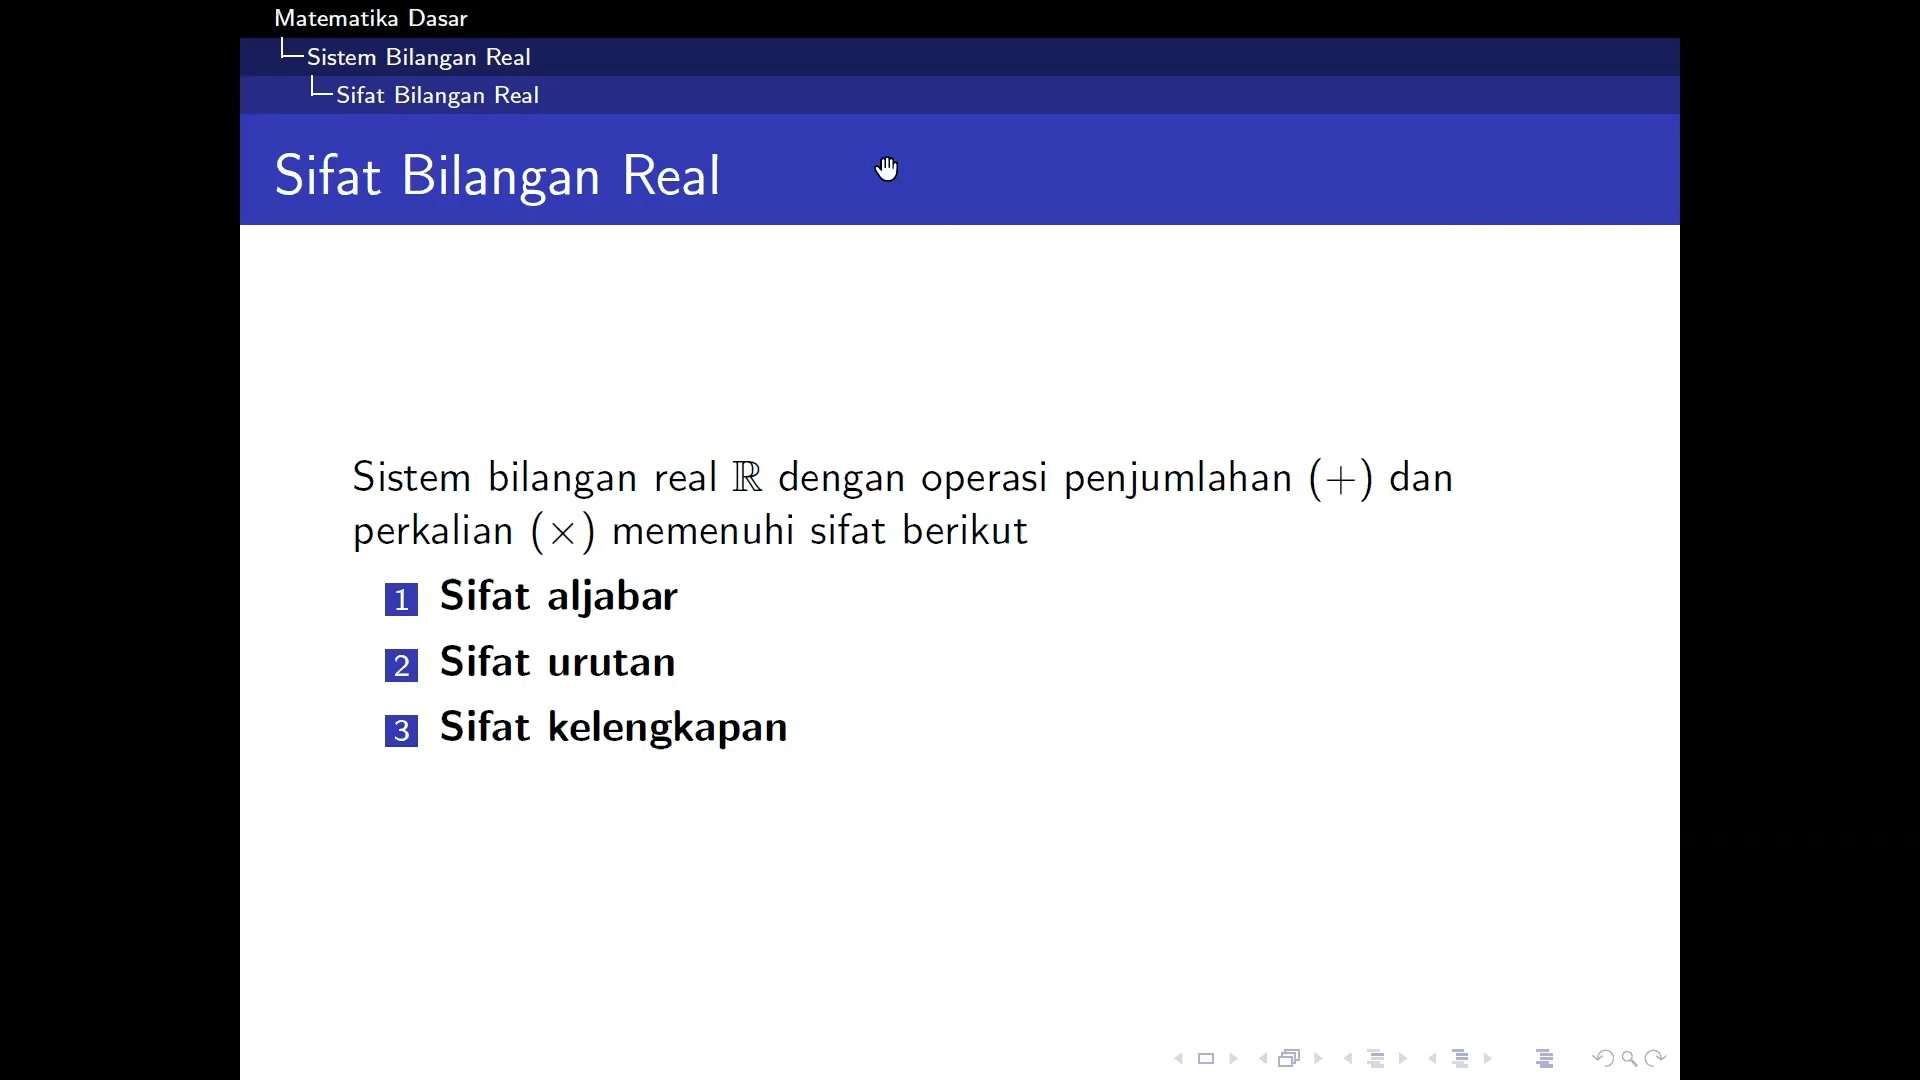 Matematika Dasar
Sistem Bilangan Real
Sifat Bilangan Real
Sifat Bilangan Real
Sistem bilangan real ℝ dengan operasi penjumlahan (+) dan
perkalian (×) memenuhi sifat berikut
1 Sifat aljabar
2 Sifat urutan
3 Sifat kelengkapan